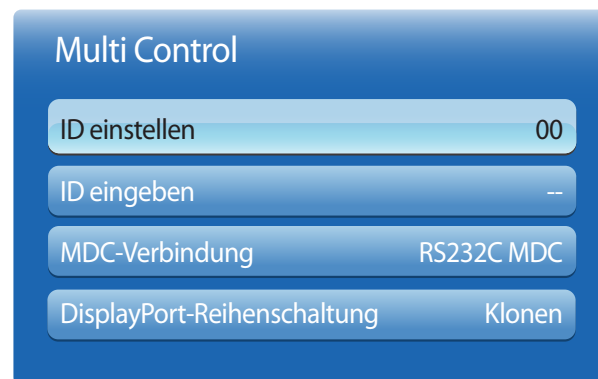 Multi Control
ID einstellen 00
ID eingeben --
MDC-Verbindung RS232C MDC
DisplayPort-Reihenschaltung Klonen